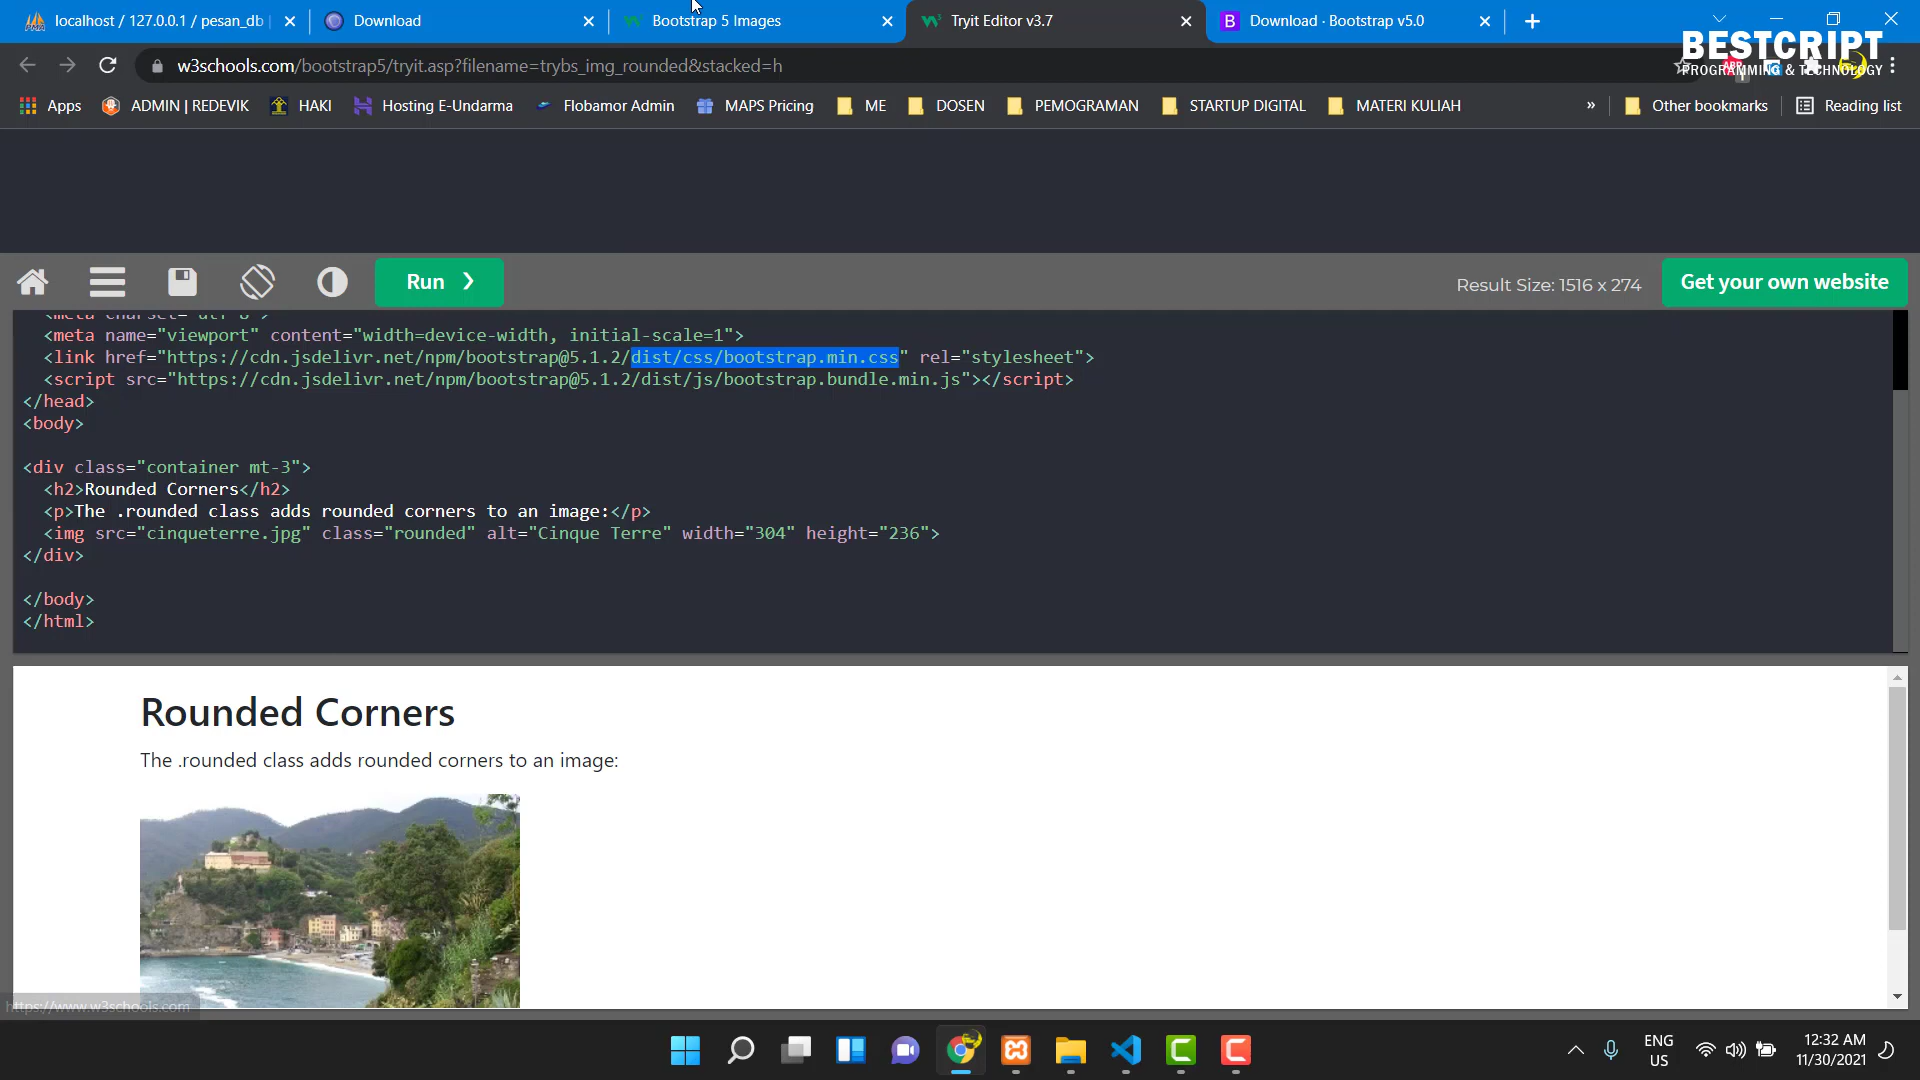 localhost / 127.0.0.1 / pesan_db
Download
Bootstrap 5 Images
Tryit Editor v3.7
Download · Bootstrap v5.0
w3schools.com/bootstrap5/tryit.asp?filename=trybs_img_rounded&stacked=h
BESTCRIPT
PROGRAMMING & TECHNOLOGY
Apps
ADMIN | REDEVIK
HAKI
Hosting E-Undarma
Flobamor Admin
MAPS Pricing
ME
DOSEN
PEMOGRAMAN
STARTUP DIGITAL
MATERI KULIAH
»
Other bookmarks
Reading list
Run ❯
Result Size: 1516 x 274
Get your own website
<meta charset="utf-8">
<meta name="viewport" content="width=device-width, initial-scale=1">
<link href="https://cdn.jsdelivr.net/npm/bootstrap@5.1.2/dist/css/bootstrap.min.css" rel="stylesheet">
<script src="https://cdn.jsdelivr.net/npm/bootstrap@5.1.2/dist/js/bootstrap.bundle.min.js"></script>
</head>
<body>
<div class="container mt-3">
<h2>Rounded Corners</h2>
<p>The .rounded class adds rounded corners to an image:</p>
<img src="cinqueterre.jpg" class="rounded" alt="Cinque Terre" width="304" height="236">
</div>
</body>
</html>
Rounded Corners
The .rounded class adds rounded corners to an image:
https://www.w3schools.com
ENG
US
12:32 AM
11/30/2021